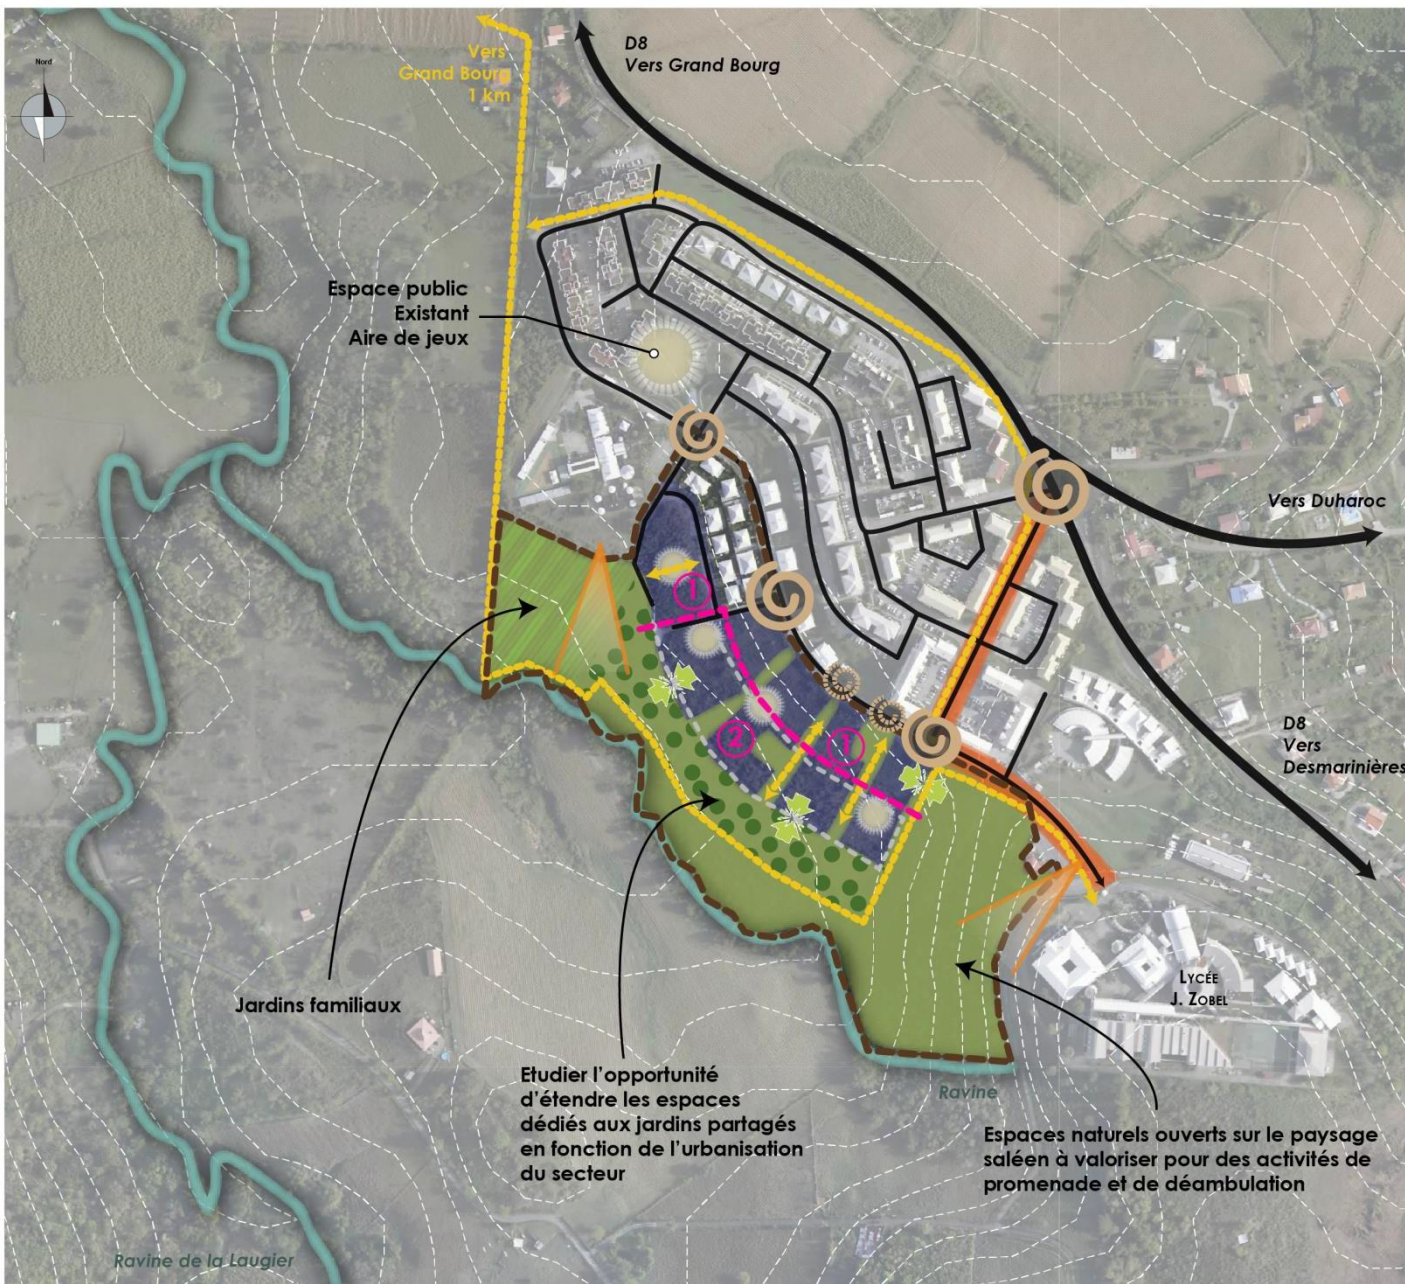 Nord
Vers
Grand Bourg
1 km
D8
Vers Grand Bourg
Espace public
Existant
Aire de jeux
Vers Duharoc
1
2
1
D8
Vers
Desmarinières
Jardins familiaux
LYCÉE
J. ZOBEL
Etudier l'opportunité
d'étendre les espaces
dédiés aux jardins partagés
en fonction de l'urbanisation
du secteur
Ravine
Espaces naturels ouverts sur le paysage
saléen à valoriser pour des activités de
promenade et de déambulation
Ravine de la Laugier